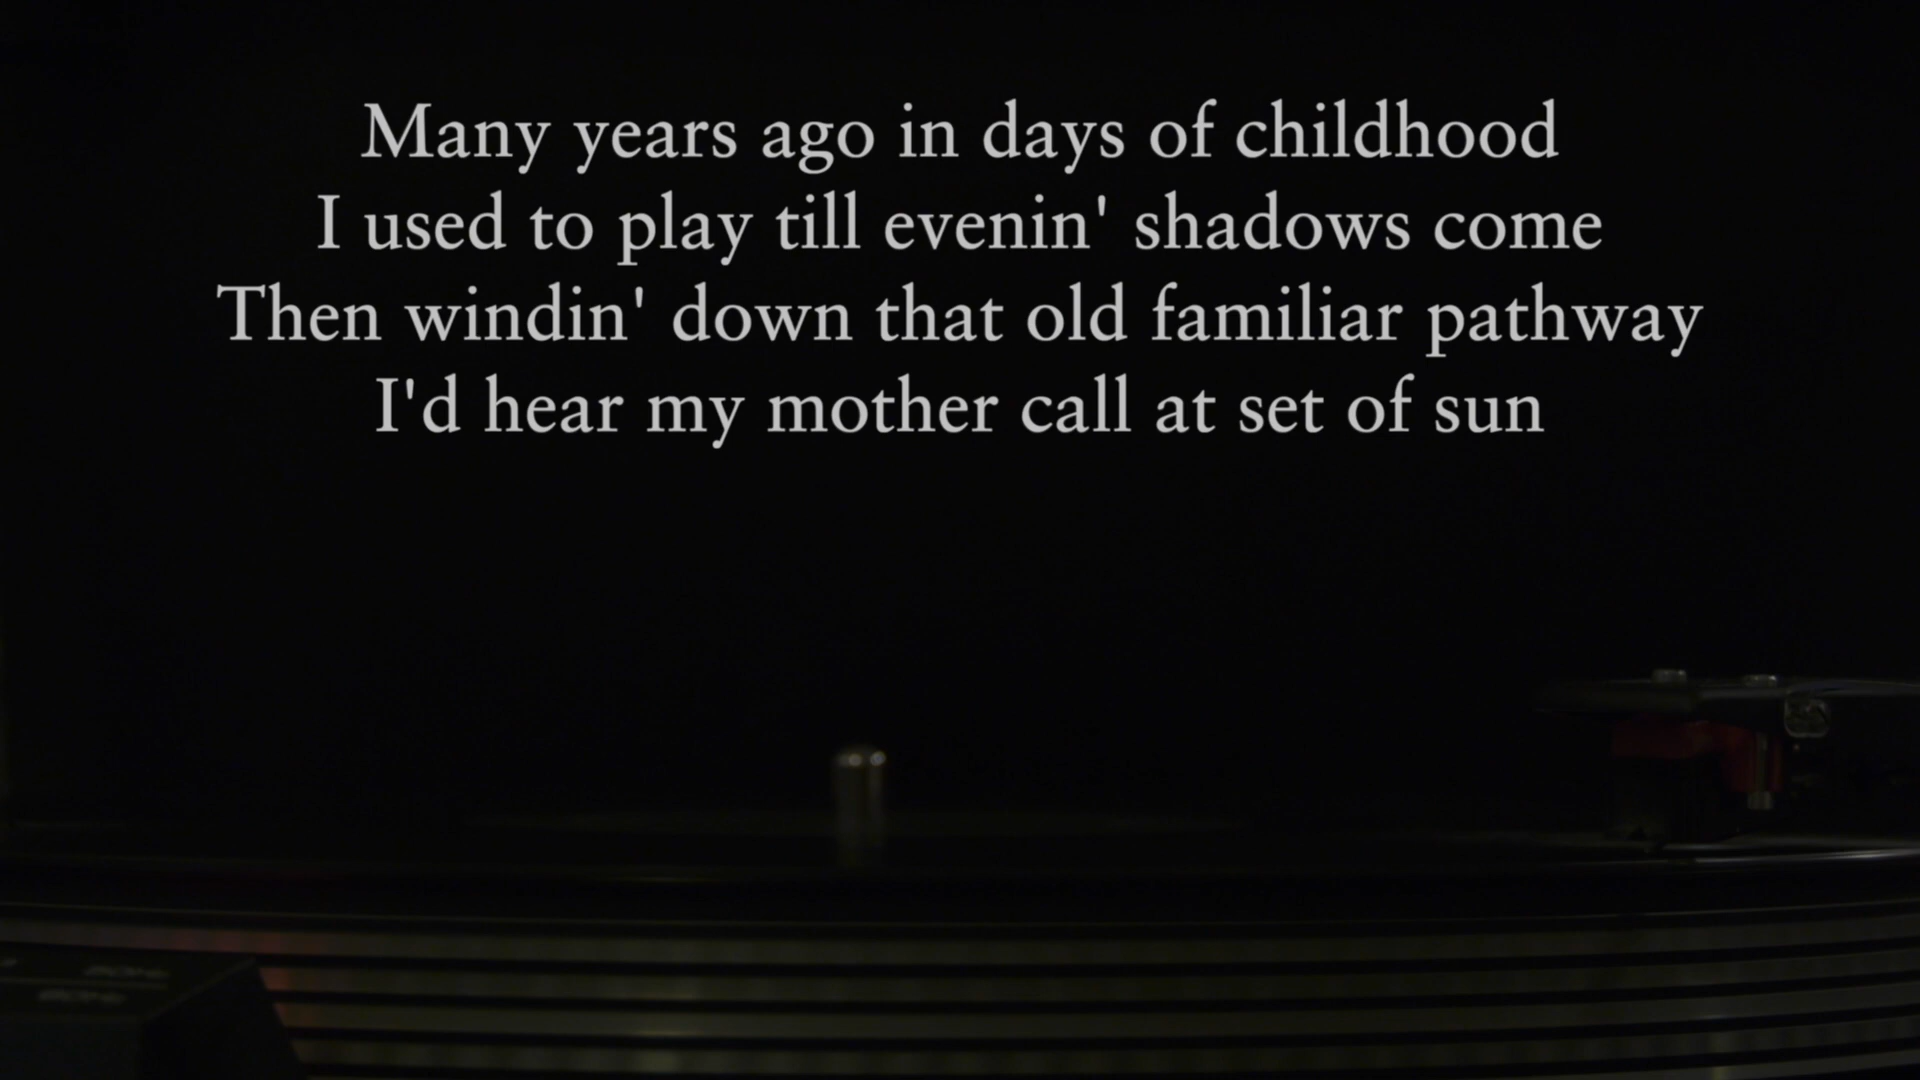 Many years ago in days of childhood
I used to play till evenin' shadows come
Then windin' down that old familiar pathway
I'd hear my mother call at set of sun